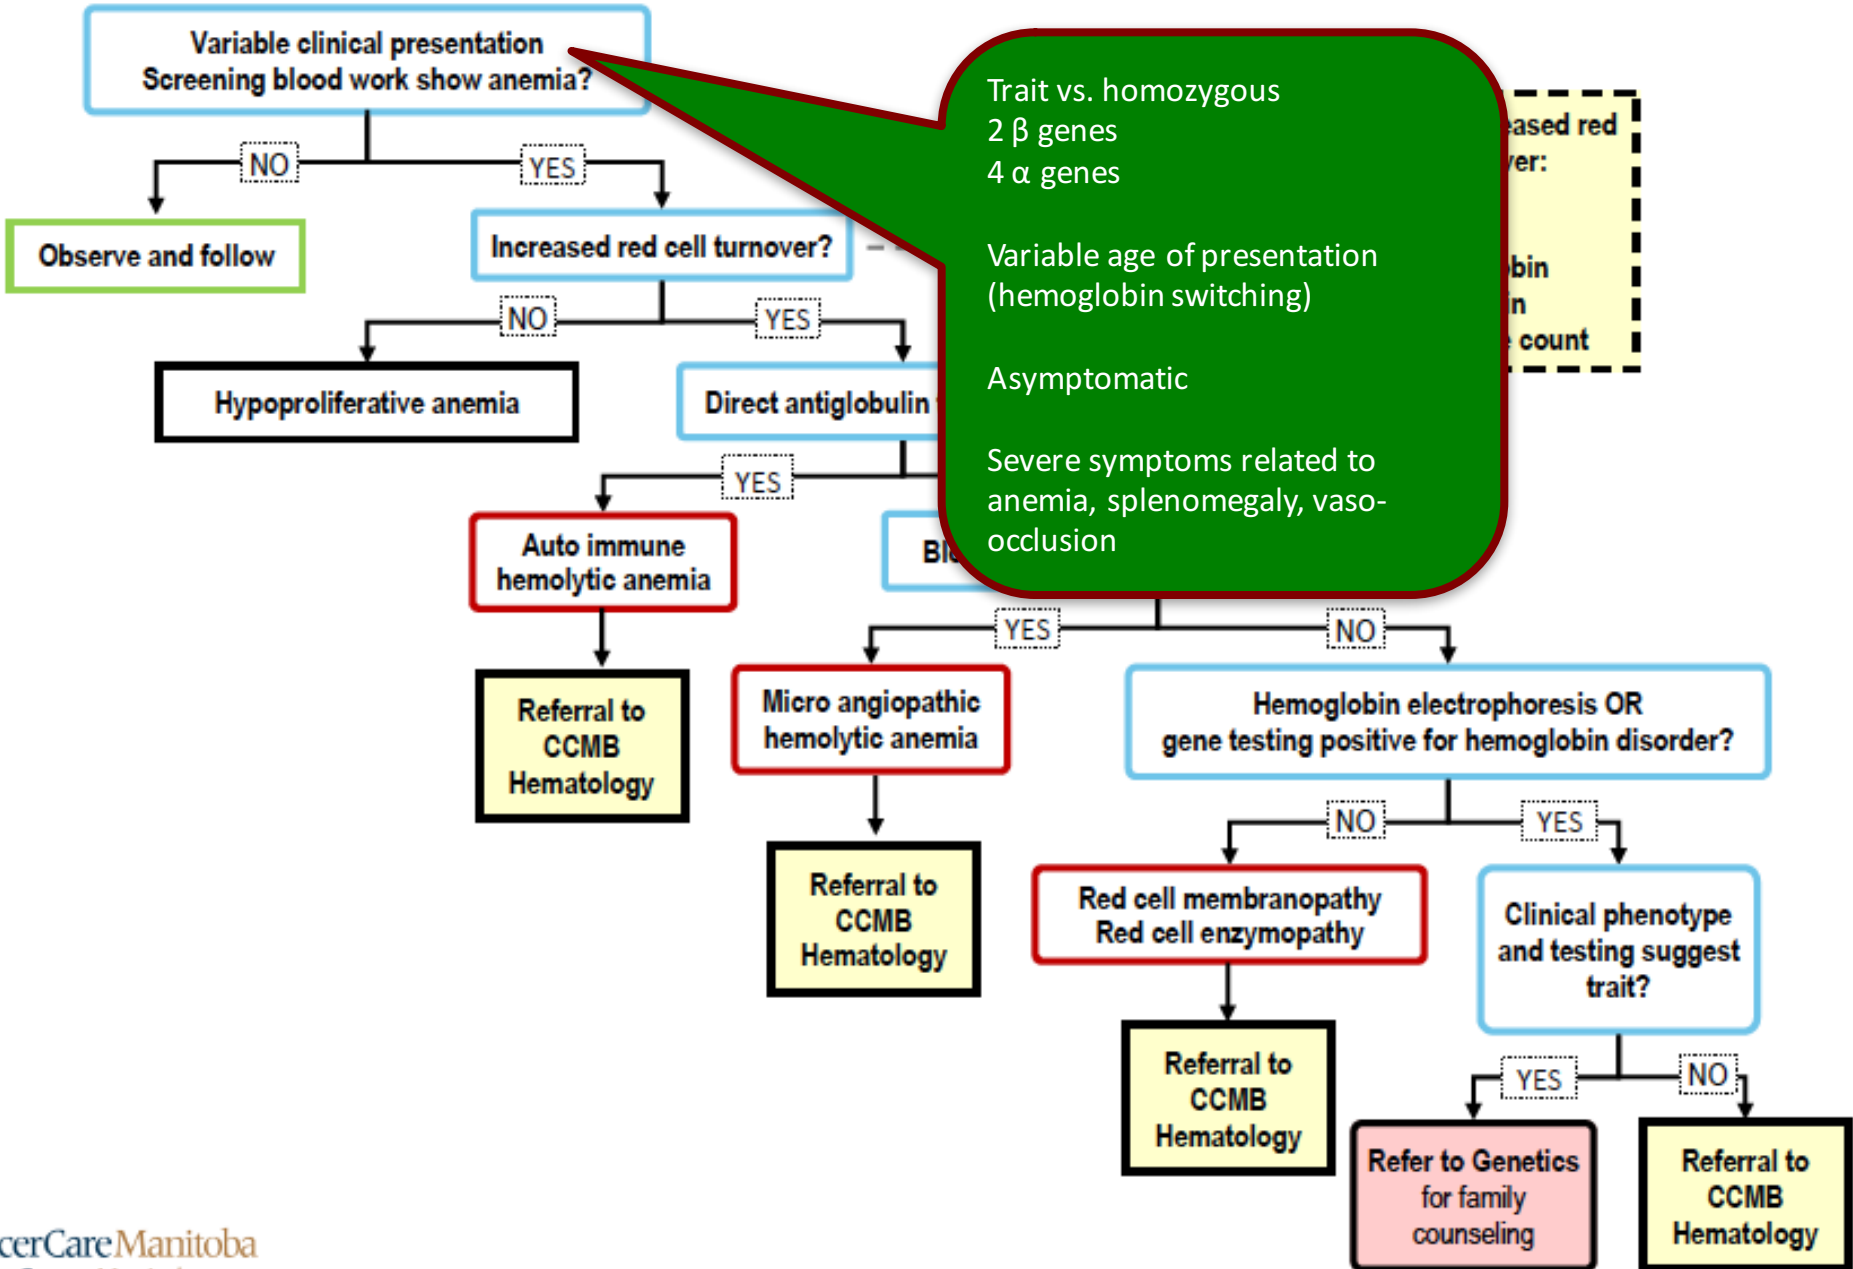 Variable clinical presentation
Screening blood work show anemia?
NO
YES
Observe and follow
Increased red cell turnover?
NO
YES
Hypoproliferative anemia
Direct antiglobulin
YES
Auto immune
hemolytic anemia
Referral to
CCMB
Hematology
YES
NO
Micro angiopathic
hemolytic anemia
Referral to
CCMB
Hematology
Hemoglobin electrophoresis OR
gene testing positive for hemoglobin disorder?
NO
YES
Red cell membranopathy
Red cell enzymopathy
Referral to
CCMB
Hematology
Clinical phenotype
and testing suggest
trait?
YES
NO
Refer to Genetics
for family
counseling
Referral to
CCMB
Hematology
Trait vs. homozygous
2 β genes
4 α genes
Variable age of presentation
(hemoglobin switching)
Asymptomatic
Severe symptoms related to
anemia, splenomegaly, vaso-
occlusion
red
count
cerCareManitoba